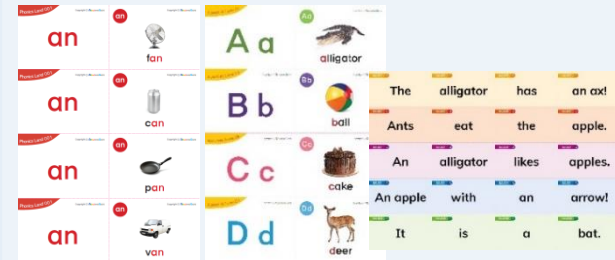 an
an
fan
an
an
can
an
an
pan
an
an
van
A a
Aa
alligator
B b
Bb
ball
C c
Cc
cake
D d
Dd
deer
The alligator has an ax!
Ants eat the apple.
An alligator likes apples.
An apple with an arrow!
It is a bat.